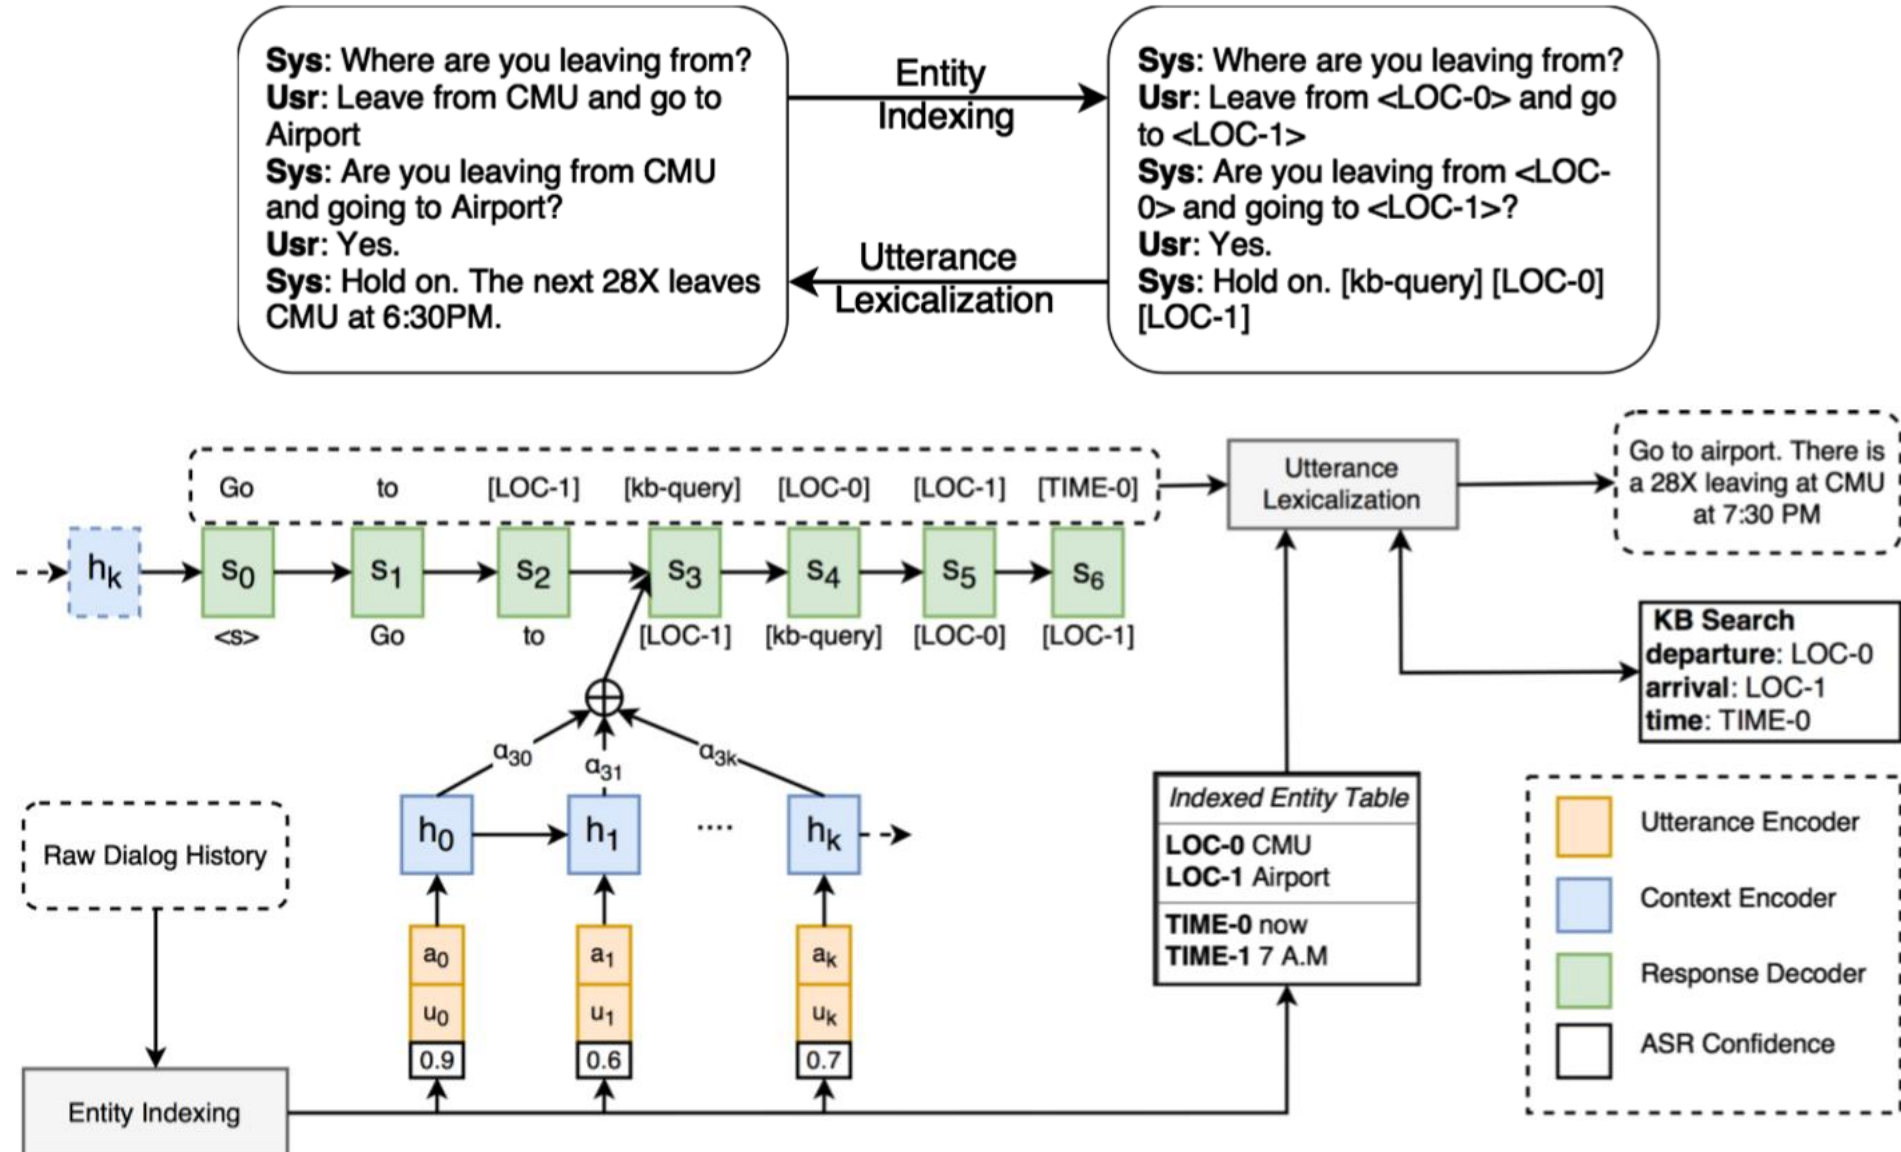 Sys: Where are you leaving from?
Usr: Leave from CMU and go to
Airport
Sys: Are you leaving from CMU
and going to Airport?
Usr: Yes.
Sys: Hold on. The next 28X leaves
CMU at 6:30PM.
Entity
Indexing
Utterance
Lexicalization
Sys: Where are you leaving from?
Usr: Leave from <LOC-0> and go
to <LOC-1>
Sys: Are you leaving from <LOC-
0> and going to <LOC-1>?
Usr: Yes.
Sys: Hold on. [kb-query] [LOC-0]
[LOC-1]
Go to [LOC-1] [kb-query] [LOC-0] [LOC-1] [TIME-0]
hk s0 s1 s2 s3 s4 s5 s6
<s> Go to [LOC-1] [kb-query] [LOC-0] [LOC-1]
Utterance
Lexicalization
Go to airport. There is
a 28X leaving at CMU
at 7:30 PM
KB Search
departure: LOC-0
arrival: LOC-1
time: TIME-0
α30 α31 α3k
Raw Dialog History
h0 h1 .... hk
a0 a1 ak
u0 u1 uk
0.9 0.6 0.7
Entity Indexing
Indexed Entity Table
LOC-0 CMU
LOC-1 Airport
TIME-0 now
TIME-1 7 A.M
Utterance Encoder
Context Encoder
Response Decoder
ASR Confidence